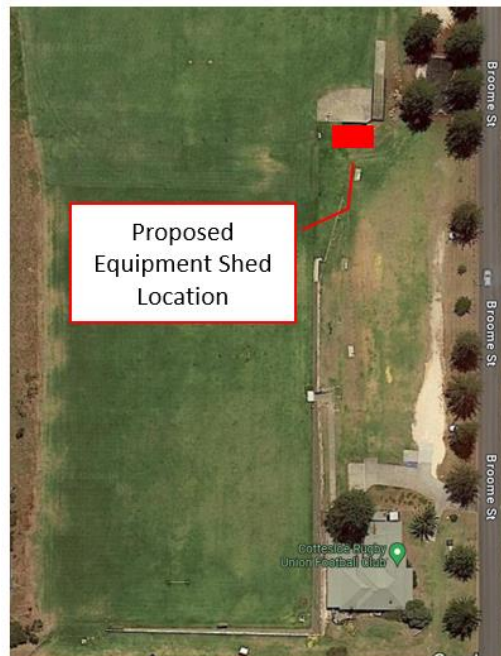 Broome St
Proposed
Equipment Shed
Location
Broome St
Broome St
Cottesloe Rugby
Union Football Club